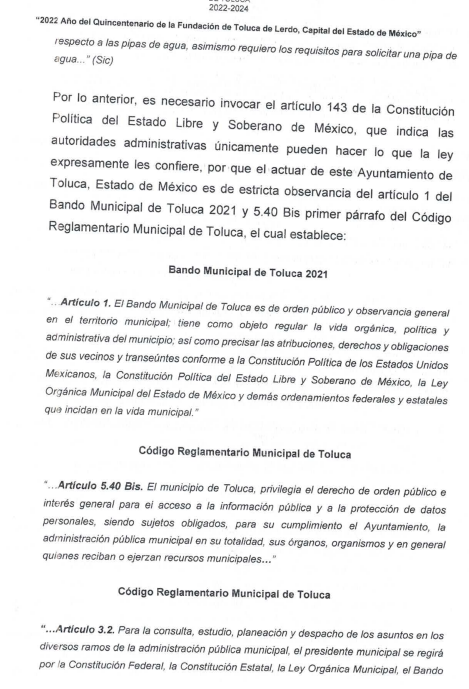 2022-2024
"2022 Año del Quincentenario de la Fundación de Toluca de Lerdo, Capital del Estado de México"
respecto a las pipas de agua, asimismo requiero los requisitos para solicitar una pipa de
agua..." (Sic)
Por lo anterior, es necesario invocar el artículo 143 de la Constitución
Política del Estado Libre y Soberano de México, que indica las
autoridades administrativas únicamente pueden hacer lo que la ley
expresamente les confiere, por que el actuar de este Ayuntamiento de
Toluca, Estado de México es de estricta observancia del artículo 1 del
Bando Municipal de Toluca 2021 y 5.40 Bis primer párrafo del Código
Reglamentario Municipal de Toluca, el cual establece:
Bando Municipal de Toluca 2021
"...Artículo 1. El Bando Municipal de Toluca es de orden público y observancia general
en el territorio municipal; tiene como objeto regular la vida orgánica, política y
administrativa del municipio; así como precisar las atribuciones, derechos y obligaciones
de sus vecinos y transeúntes conforme a la Constitución Política de los Estados Unidos
Mexicanos, la Constitución Política del Estado Libre y Soberano de México, la Ley
Orgánica Municipal del Estado de México y demás ordenamientos federales y estatales
que incidan en la vida municipal."
Código Reglamentario Municipal de Toluca
"...Artículo 5.40 Bis. El municipio de Toluca, privilegia el derecho de orden público e
interés general para el acceso a la información pública y a la protección de datos
personales, siendo sujetos obligados, para su cumplimiento el Ayuntamiento, la
administración pública municipal en su totalidad, sus órganos, organismos y en general
quienes reciban o ejerzan recursos municipales..."
Código Reglamentario Municipal de Toluca
"...Artículo 3.2. Para la consulta, estudio, planeación y despacho de los asuntos en los
diversos ramos de la administración pública municipal, el presidente municipal se regirá
por la Constitución Federal, la Constitución Estatal, la Ley Orgánica Municipal, el Bando